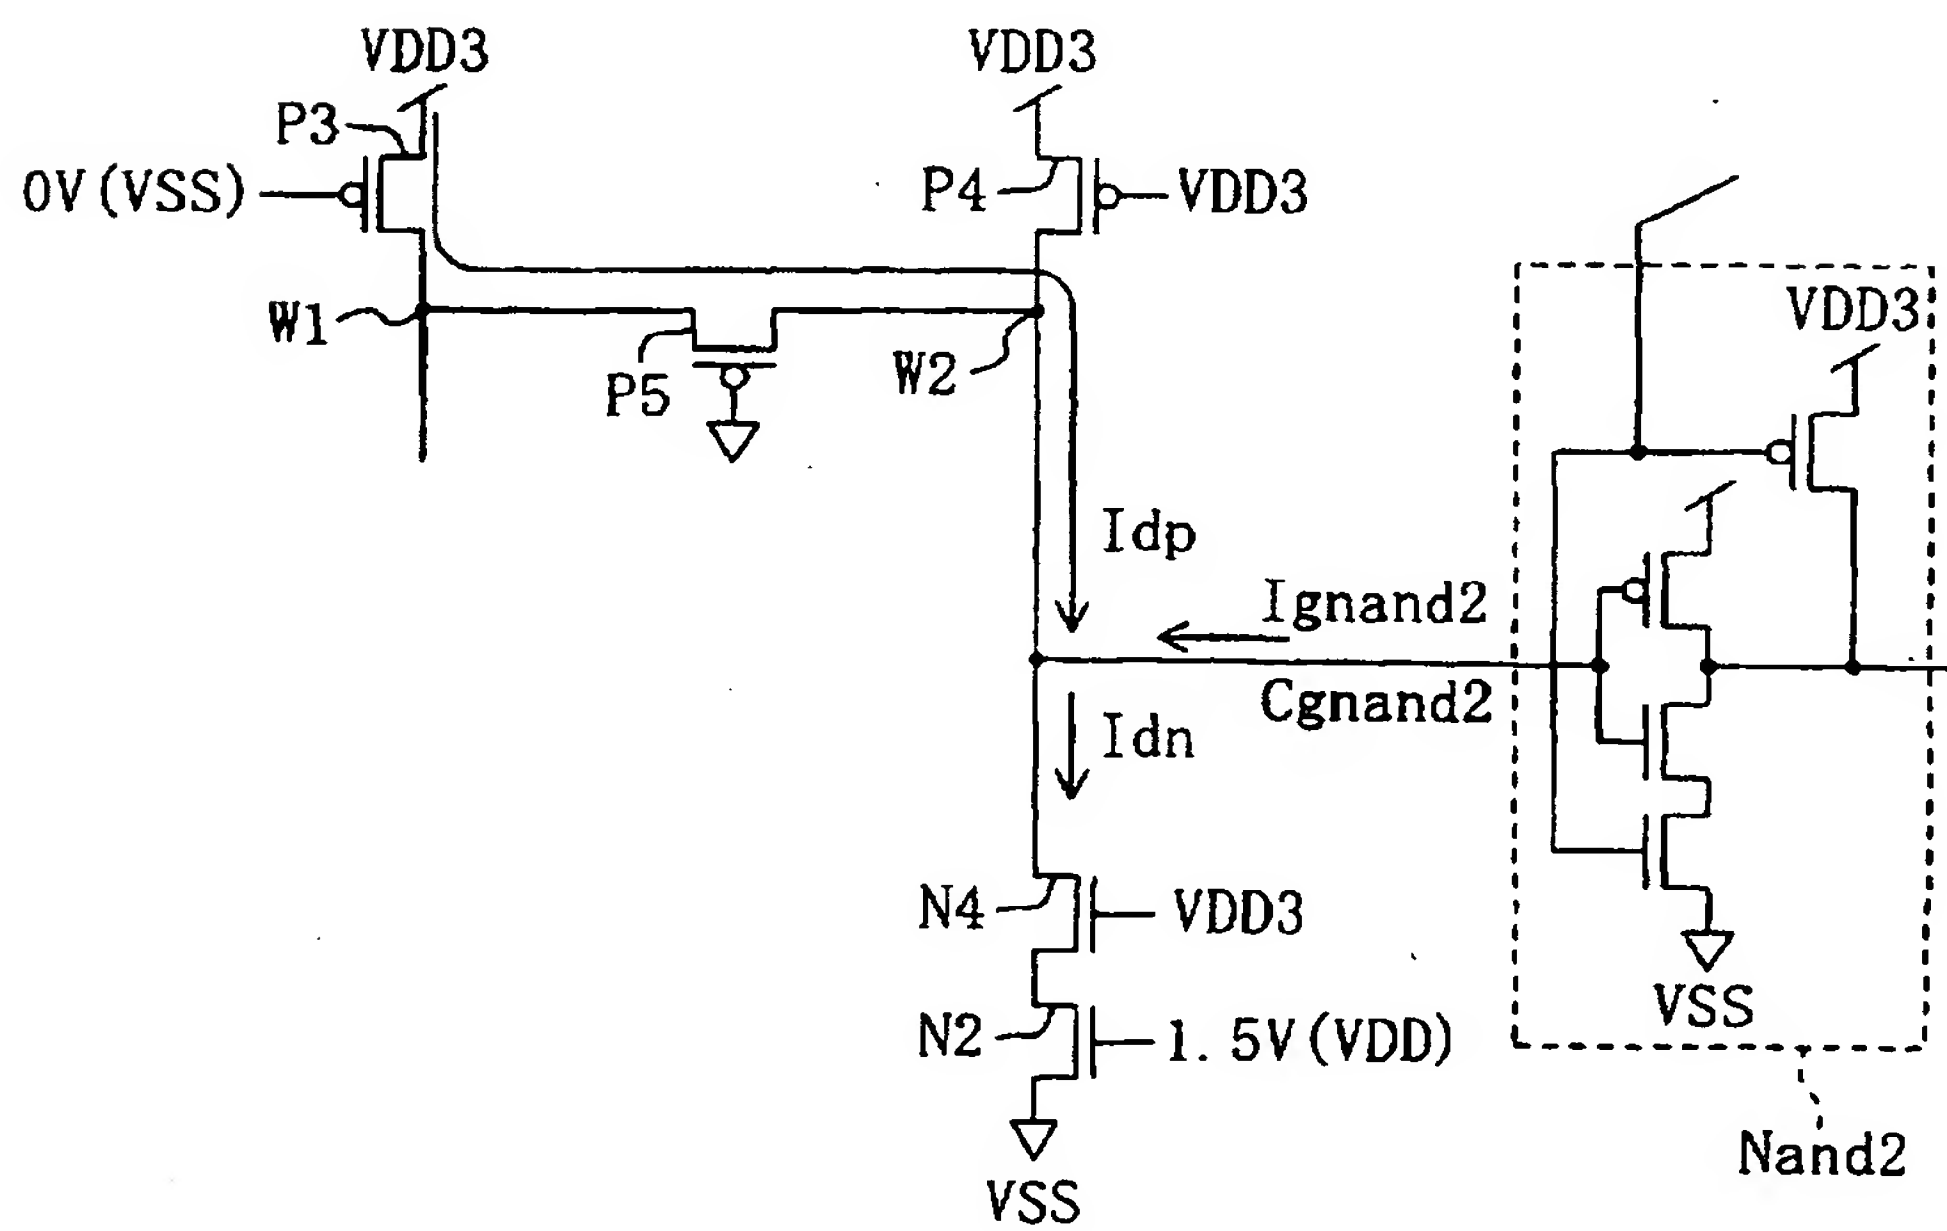 VDD3
VDD3
P3
0V(VSS)
P4
VDD3
W1
P5
W2
VDD3
Idp
Ignand2
Cgnand2
Idn
N4
VDD3
N2
1.5V(VDD)
VSS
VSS
Nand2